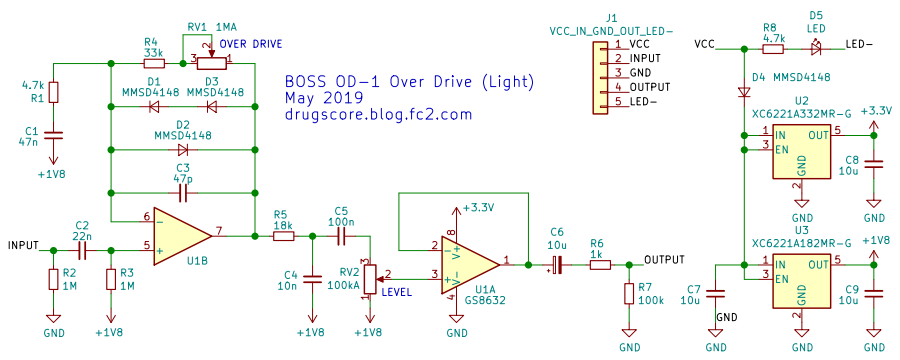 RV1 1MA
R4
33k
2
3
1
OVER DRIVE
4.7k
R1
D1
MMSD4148
D3
MMSD4148
BOSS OD-1 Over Drive (Light)
May 2019
drugscore.blog.fc2.com
C1
47n
+1V8
D2
MMSD4148
C3
47p
J1
VCC_IN_GND_OUT_LED-
1 VCC
2 INPUT
3 GND
4 OUTPUT
5 LED-
D5
LED
R8
4.7k
VCC
LED-
D4 MMSD4148
U2
XC6221A332MR-G
1 IN OUT 5
3 EN
GND
2
+3.3V
C8
10u
GND
GND
INPUT
C2
22n
6 -
5 +
7
U1B
R2
1M
R3
1M
GND
+1V8
R5
18k
C5
100n
C4
10n
+1V8
RV2
100kA
3
2
1
LEVEL
+1V8
+3.3V
8
V+
2 -
3 +
V-
4
1
U1A
GS8632
GND
C6
10u
+
R6
1k
OUTPUT
R7
100k
GND
U3
XC6221A182MR-G
1 IN OUT 5
3 EN
GND
2
+1V8
C7
10u
GND
C9
10u
GND
GND
GND